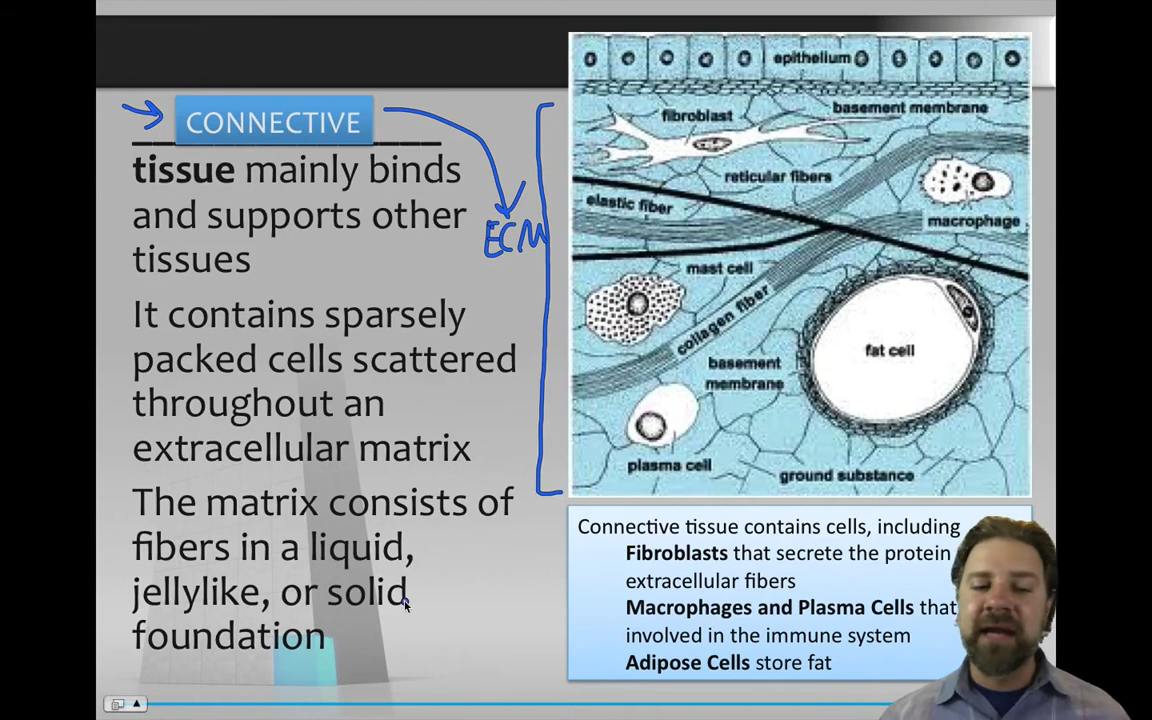 CONNECTIVE
tissue mainly binds
and supports other
tissues
It contains sparsely
packed cells scattered
throughout an
extracellular matrix
The matrix consists of
fibers in a liquid,
jellylike, or solid
foundation
ECM
epithelium
basement membrane
fibroblast
reticular fibers
elastic fiber
macrophage
mast cell
collagen fiber
fat cell
basement
membrane
plasma cell
ground substance
Connective tissue contains cells, including
Fibroblasts that secrete the protein
extracellular fibers
Macrophages and Plasma Cells that
involved in the immune system
Adipose Cells store fat